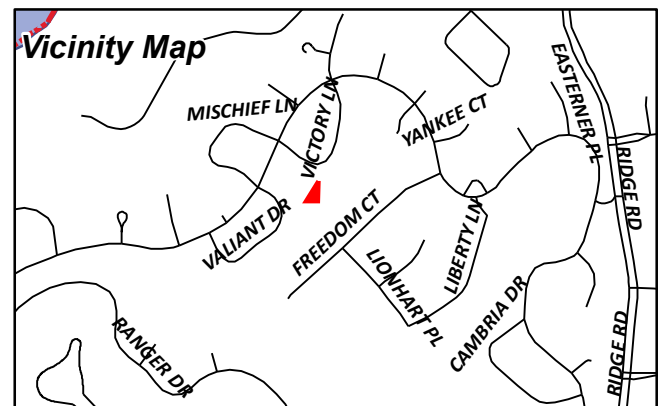 Vicinity Map
EASTERNER PL
MISCHIEF LN
VICTORY LN
YANKEE CT
RIDGE RD
VALIANT DR
FREEDOM CT
LIBERTY LN
LIONHART PL
CAMBRIA DR
RANGER DR
RIDGE RD